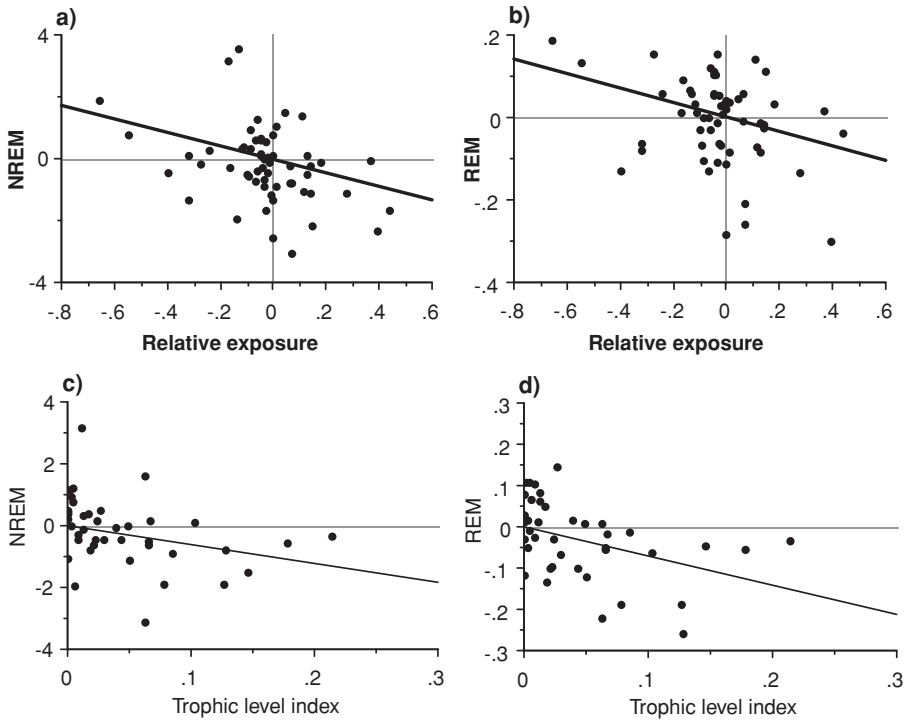 a)
4
0
-4
NREM
-.8 -.6 -.4 -.2 0 .2 .4 .6
Relative exposure
b)
.2
0
-.2
-.4
REM
-.8 -.6 -.4 -.2 0 .2 .4 .6
Relative exposure
c)
4
2
0
-2
-4
NREM
0 .1 .2 .3
Trophic level index
d)
.3
.2
.1
0
-.1
-.2
-.3
REM
0 .1 .2 .3
Trophic level index